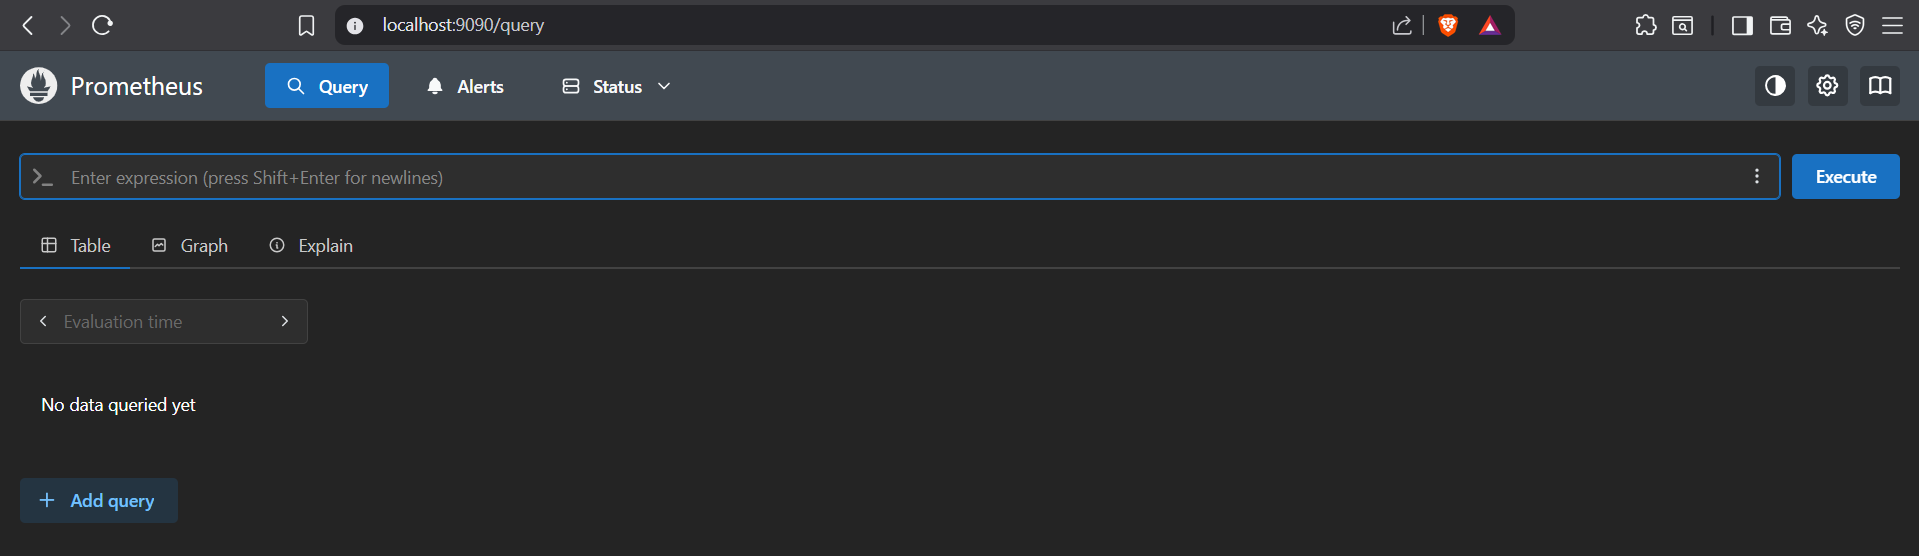 localhost:9090/query
Prometheus Query Alerts Status
Enter expression (press Shift+Enter for newlines) Execute
Table Graph Explain
Evaluation time
No data queried yet
Add query